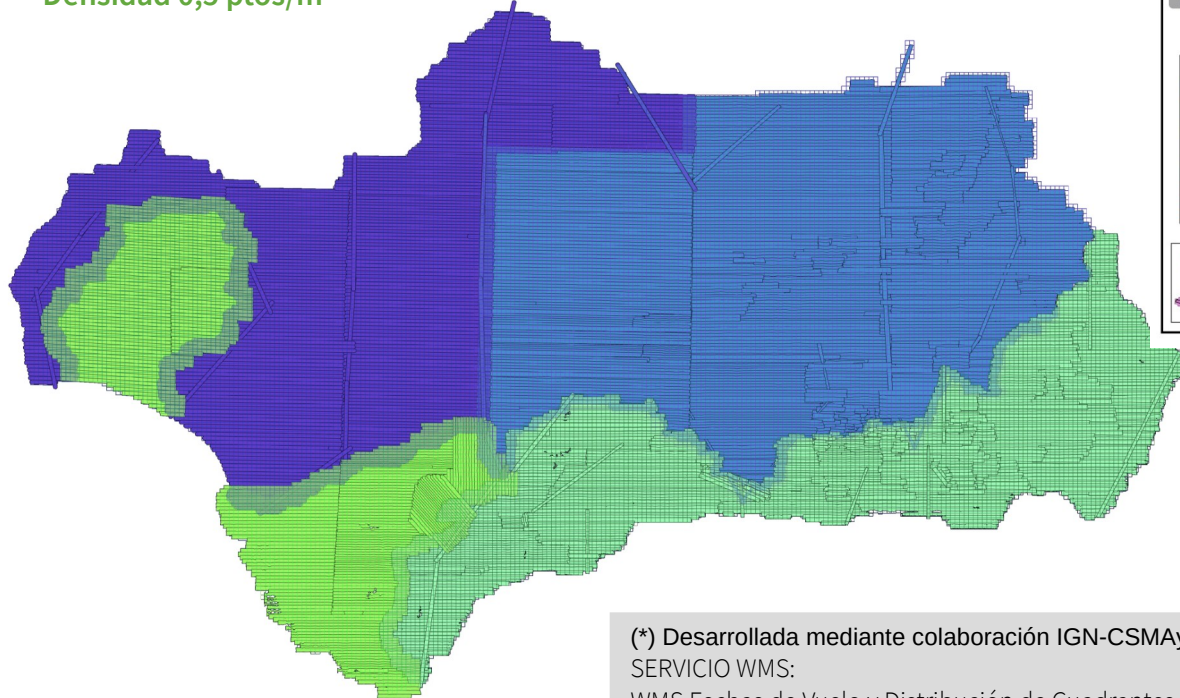 Densidad 0,5 ptos/m
(*) Desarrollada mediante colaboración IGN-CSMAy
SERVICIO WMS: